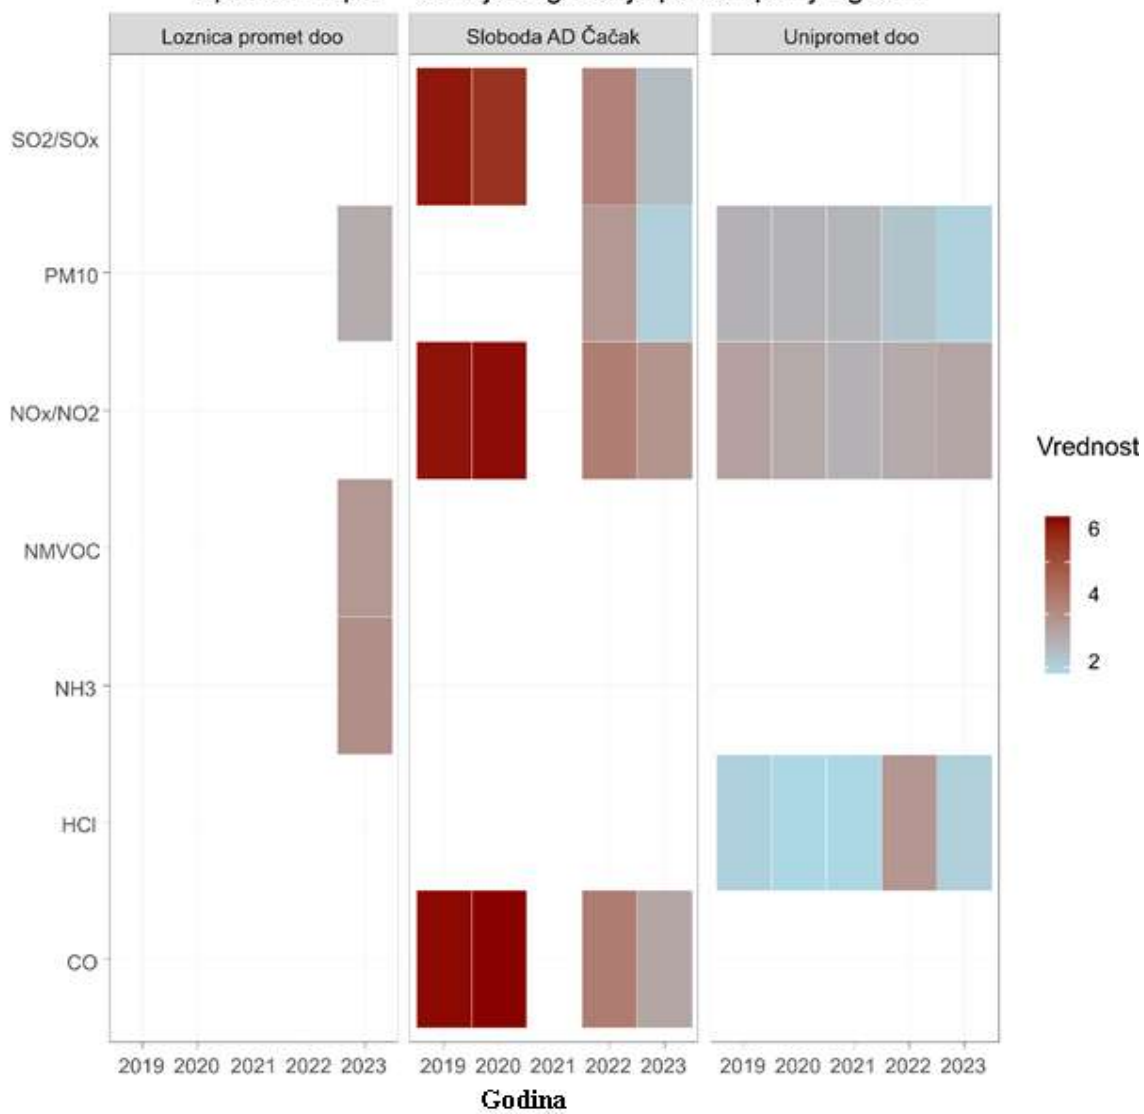 Loznica promet doo Sloboda AD Čačak Unipromet doo
SO2/SOx
PM10
NOx/NO2
NMVOC
NH3
HCl
CO
Vrednost
6
4
2
2019 2020 2021 2022 2023 2019 2020 2021 2022 2023 2019 2020 2021 2022 2023
Godina